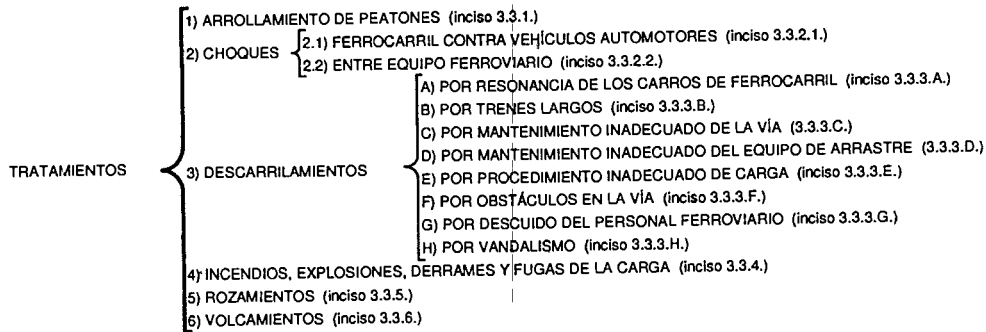 1) ARROLLAMIENTO DE PEATONES (inciso 3.3.1.)
2) CHOQUES
2.1) FERROCARRIL CONTRA VEHÍCULOS AUTOMOTORES (inciso 3.3.2.1.)
2.2) ENTRE EQUIPO FERROVIARIO (inciso 3.3.2.2.)
TRATAMIENTOS
3) DESCARRILAMIENTOS
A) POR RESONANCIA DE LOS CARROS DE FERROCARRIL (inciso 3.3.3.A.)
B) POR TRENES LARGOS (inciso 3.3.3.B.)
C) POR MANTENIMIENTO INADECUADO DE LA VÍA (3.3.3.C.)
D) POR MANTENIMIENTO INADECUADO DEL EQUIPO DE ARRASTRE (3.3.3.D.)
E) POR PROCEDIMIENTO INADECUADO DE CARGA (inciso 3.3.3.E.)
F) POR OBSTÁCULOS EN LA VÍA (inciso 3.3.3.F.)
G) POR DESCUIDO DEL PERSONAL FERROVIARIO (inciso 3.3.3.G.)
H) POR VANDALISMO (inciso 3.3.3.H.)
4) INCENDIOS, EXPLOSIONES, DERRAMES Y FUGAS DE LA CARGA (inciso 3.3.4.)
5) ROZAMIENTOS (inciso 3.3.5.)
6) VOLCAMIENTOS (inciso 3.3.6.)